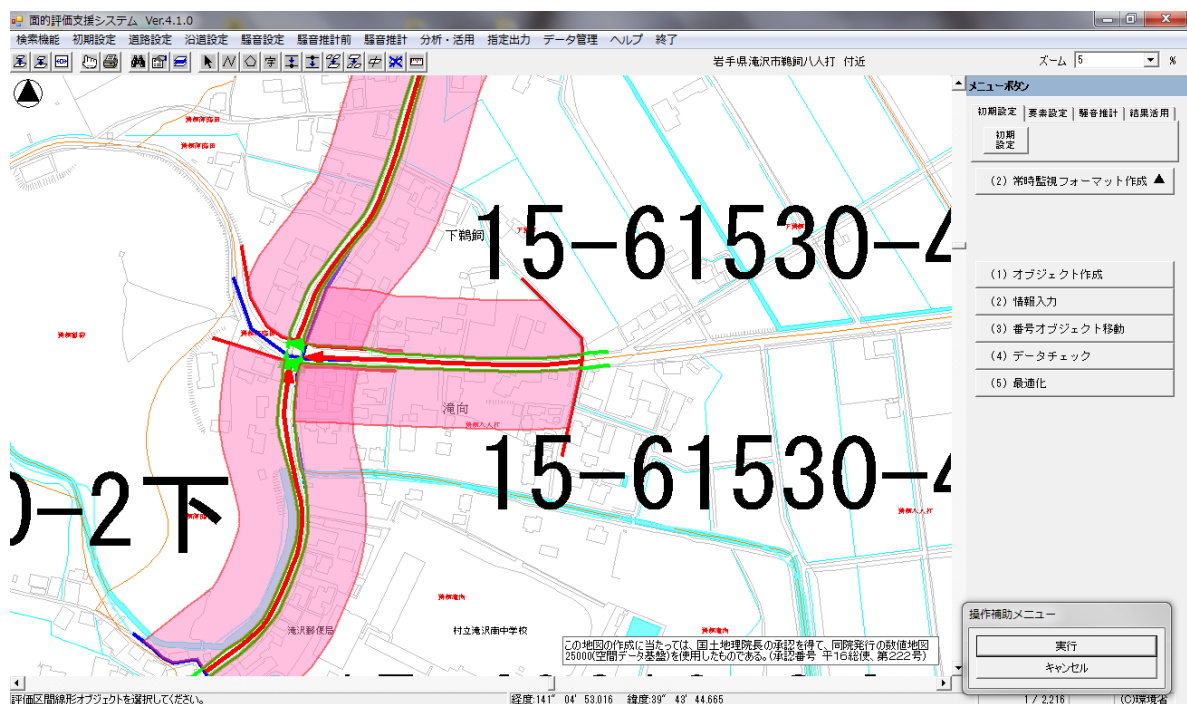 面的評価支援システム Ver.4.1.0
検索機能 初期設定 道路設定 沿道設定 騒音設定 騒音推計前 騒音推計 分析・活用 指定出力 データ管理 ヘルプ 終了
字
岩手県滝沢市鵜飼八人打 付近
ズーム 5 %
メニューボタン
初期設定 要素設定 騒音推計 結果活用
初期
設定
(2) 常時監視フォーマット作成 ▲
(1) オブジェクト作成
(2) 情報入力
(3) 番号オブジェクト移動
(4) データチェック
(5) 最適化
下鵜飼
15-61530-4
滝向
15-61530-4
0-2下
滝沢郵便局
村立滝沢南中学校
この地図の作成に当たっては、国土地理院長の承認を得て、同院発行の数値地図
25000(空間データ基盤)を使用したものである。(承認番号 平16総使、第222号)
操作補助メニュー
実行
キャンセル
評価区間線形オブジェクトを選択してください。
経度:141° 04' 53.016 緯度:39° 43' 44.665
1 / 2,216
(C)環境省